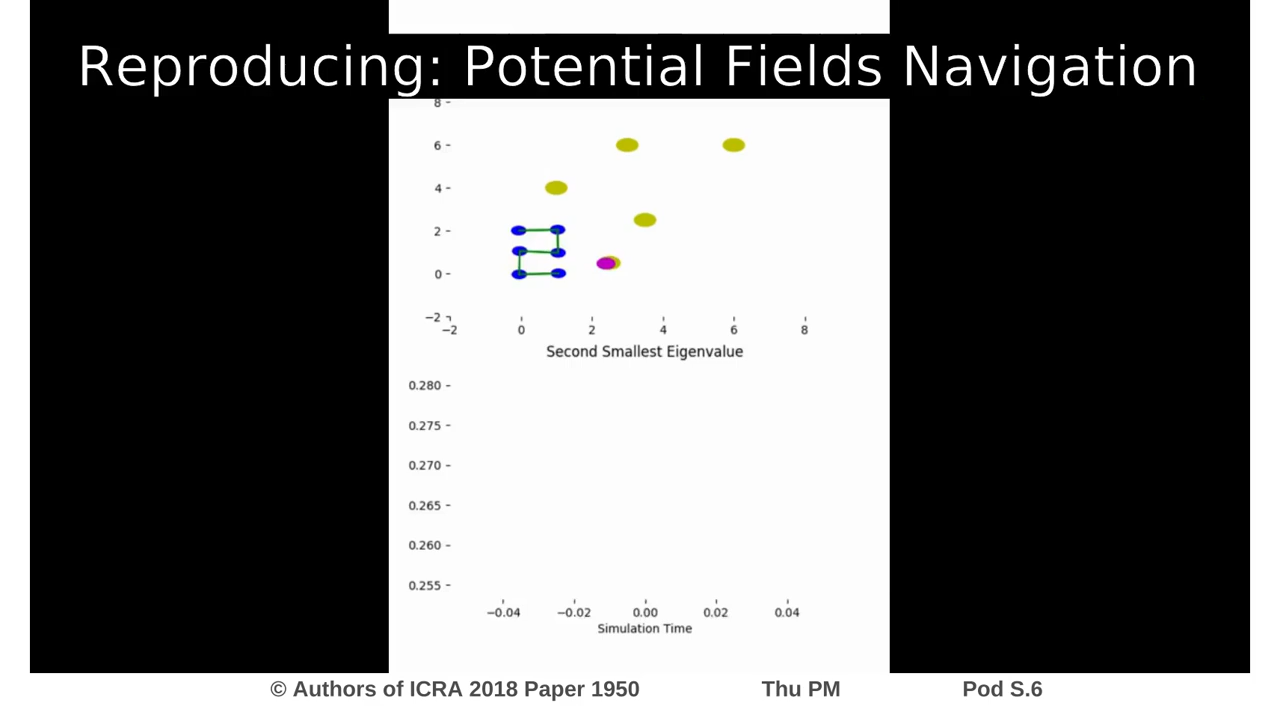 Reproducing: Potential Fields Navigation
8
6
4
2
0
−2
−2 0 2 4 6 8
Second Smallest Eigenvalue
0.280
0.275
0.270
0.265
0.260
0.255
−0.04 −0.02 0.00 0.02 0.04
Simulation Time
© Authors of ICRA 2018 Paper 1950 Thu PM Pod S.6